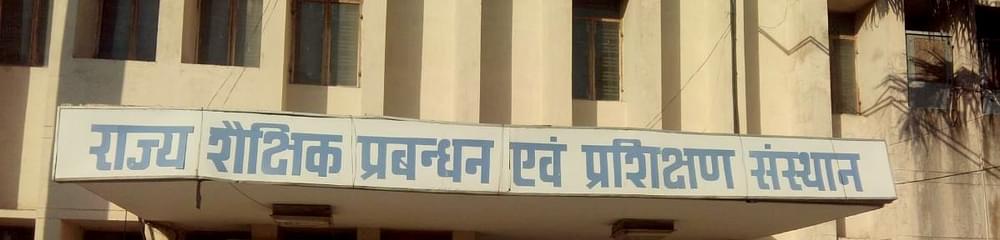 राज्य शैक्षिक प्रबन्धन एवं प्रशिक्षण संस्थान